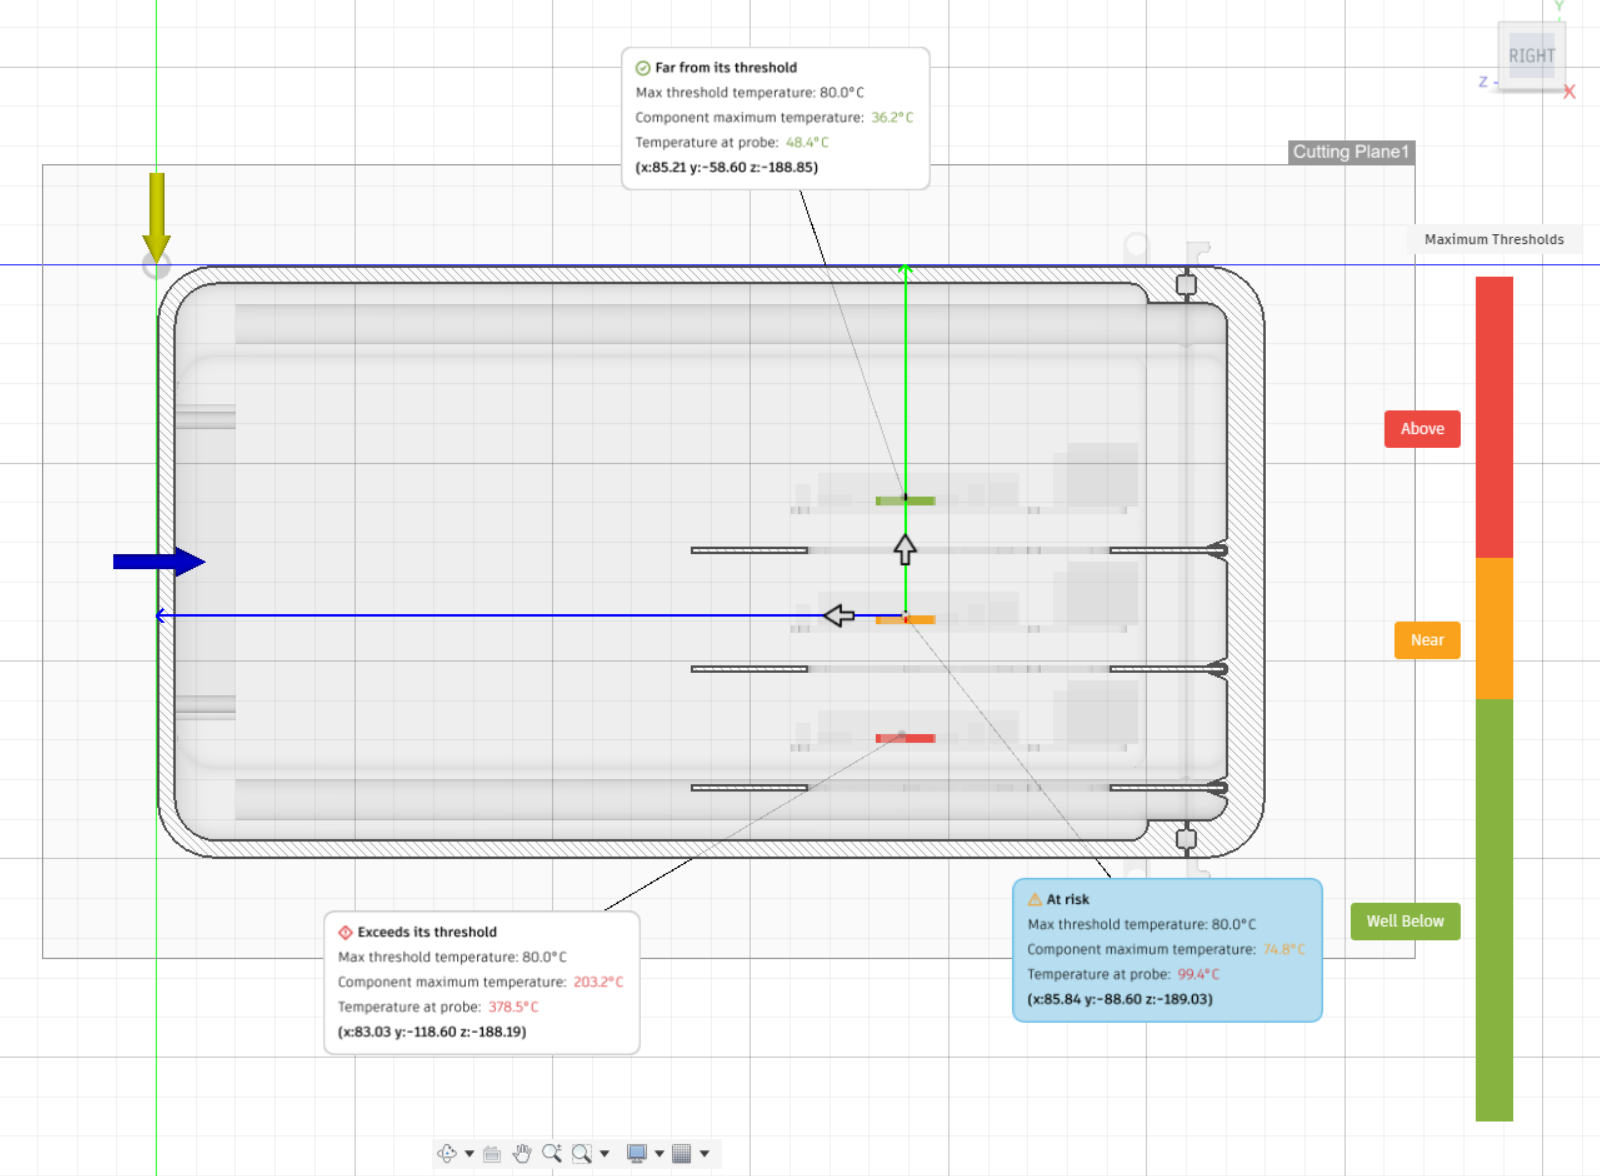 Y
RIGHT
Z
X
Far from its threshold
Max threshold temperature: 80.0°C
Component maximum temperature: 36.2°C
Temperature at probe: 48.4°C
(x:85.21 y:-58.60 z:-188.85)
Cutting Plane1
Maximum Thresholds
Above
Near
Well Below
At risk
Max threshold temperature: 80.0°C
Component maximum temperature: 74.8°C
Temperature at probe: 99.4°C
(x:85.84 y:-88.60 z:-189.03)
Exceeds its threshold
Max threshold temperature: 80.0°C
Component maximum temperature: 203.2°C
Temperature at probe: 378.5°C
(x:83.03 y:-118.60 z:-188.19)